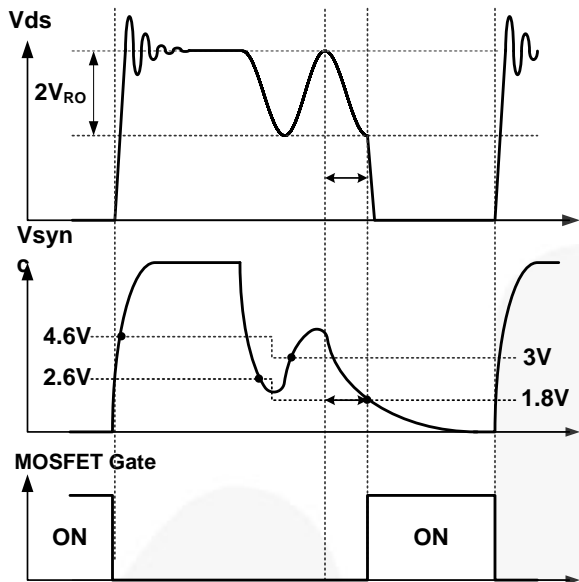 Vds
2VRO
Vsyn
c
4.6V
3V
2.6V
1.8V
MOSFET Gate
ON
ON